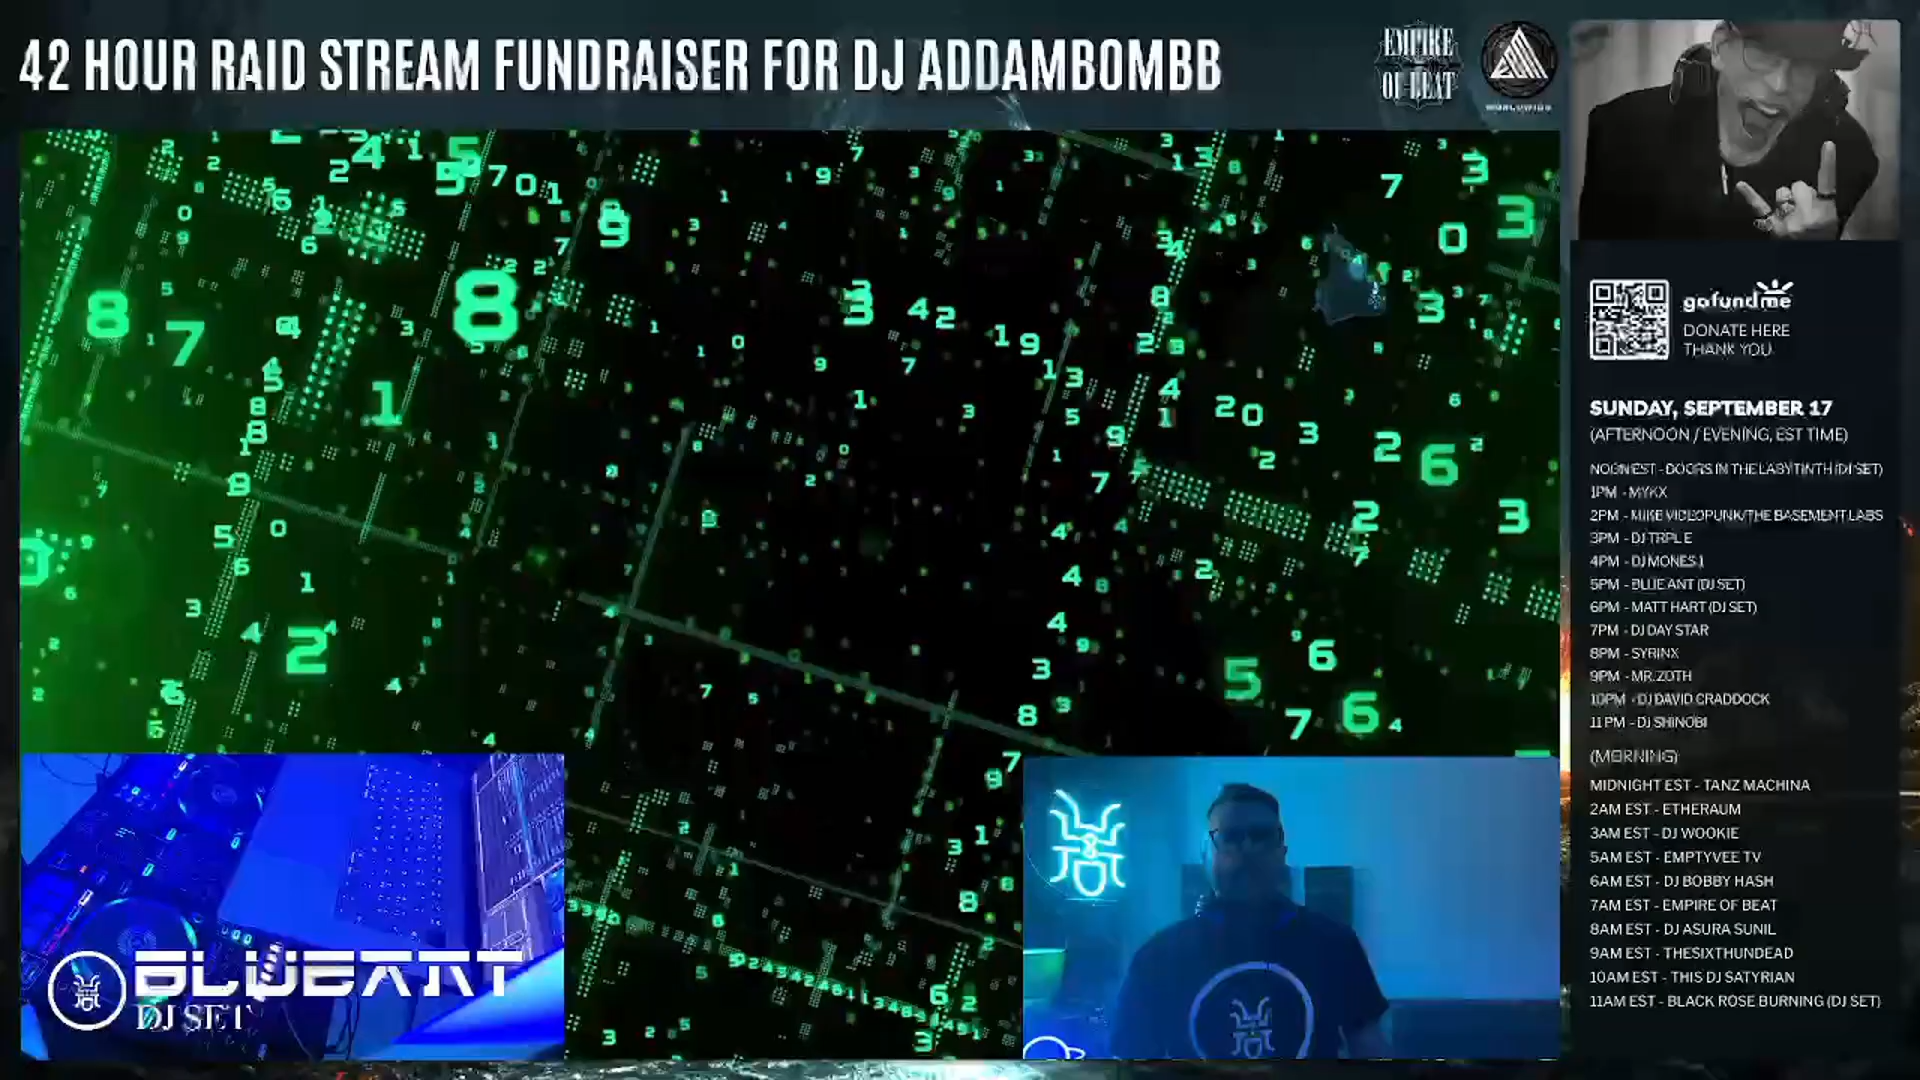 42 HOUR RAID STREAM FUNDRAISER FOR DJ ADDAMBOMBB
EMPIRE
OF BEAT
WORLDWIDE
gofundme
DONATE HERE
THANK YOU
SUNDAY, SEPTEMBER 17
(AFTERNOON / EVENING, EST TIME)
NOON EST - DOORS IN THE LABYRINTH (DJ SET)
1PM - MYKX
2PM - MIKE VIDEOPUNK/THE BASEMENT LABS
3PM - DJ TRPL E
4PM - DJ MONES 1
5PM - BLUE ANT (DJ SET)
6PM - MATT HART (DJ SET)
7PM - DJ DAY STAR
8PM - SYRINX
9PM - MR.ZOTH
10PM - DJ DAVID CRADDOCK
11PM - DJ SHINOBI
(MORNING)
MIDNIGHT EST - TANZ MACHINA
2AM EST - ETHERAUM
3AM EST - DJ WOOKIE
5AM EST - EMPTYVEE TV
6AM EST - DJ BOBBY HASH
7AM EST - EMPIRE OF BEAT
8AM EST - DJ ASURA SUNIL
9AM EST - THESIXTHUNDEAD
10AM EST - THIS DJ SATYRIAN
11AM EST - BLACK ROSE BURNING (DJ SET)
BLUEANT
DJ SET